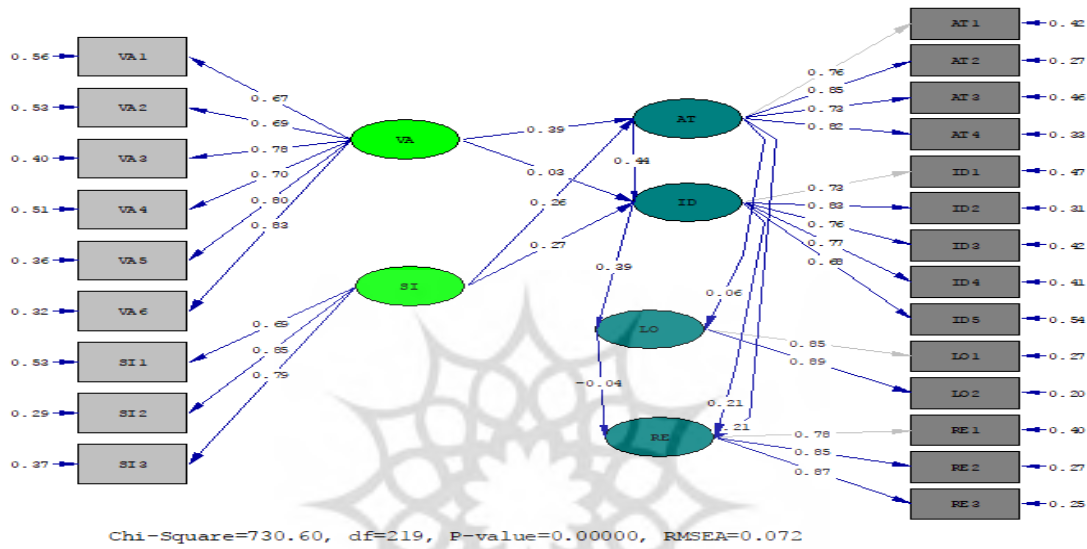 0.56 VA1
0.53 VA2
0.40 VA3
0.51 VA4
0.36 VA5
0.32 VA6
0.53 SI1
0.29 SI2
0.37 SI3
0.67
0.69
0.78
0.70
0.80
0.83
0.69
0.85
0.79
VA
SI
0.39
0.03
0.26
0.27
AT
0.44
ID
0.39
0.06
LO
-0.04
0.21
.21
RE
0.76
0.85
0.73
0.82
0.73
0.83
0.76
0.77
0.68
0.85
0.89
0.78
0.85
0.87
AT1 0.42
AT2 0.27
AT3 0.46
AT4 0.33
ID1 0.47
ID2 0.31
ID3 0.42
ID4 0.41
ID5 0.54
LO1 0.27
LO2 0.20
RE1 0.40
RE2 0.27
RE3 0.25
Chi-Square=730.60, df=219, P-value=0.00000, RMSEA=0.072